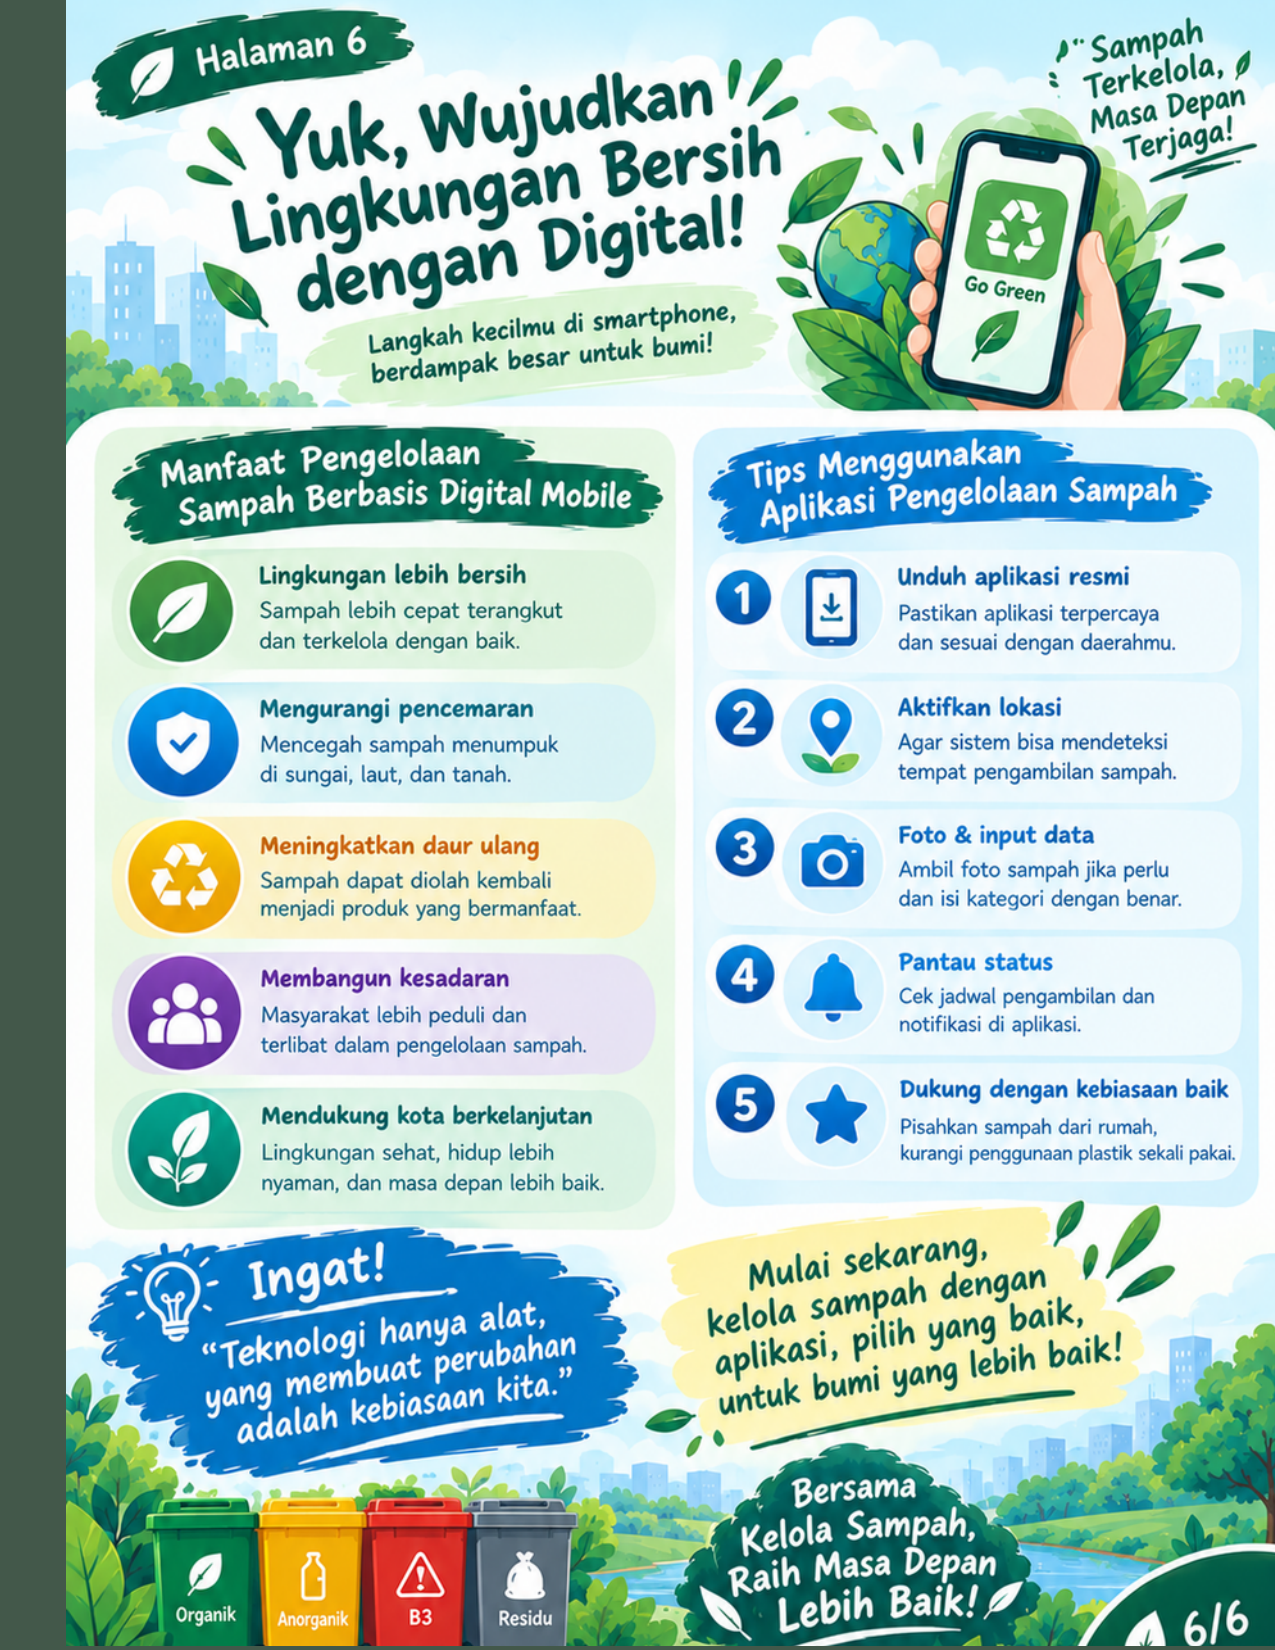 Halaman 6
Yuk, Wujudkan
Lingkungan Bersih
dengan Digital!
Langkah kecilmu di smartphone,
berdampak besar untuk bumi!
Sampah
Terkelola,
Masa Depan
Terjaga!
Go Green
Manfaat Pengelolaan
Sampah Berbasis Digital Mobile
Lingkungan lebih bersih
Sampah lebih cepat terangkut
dan terkelola dengan baik.
Mengurangi pencemaran
Mencegah sampah menumpuk
di sungai, laut, dan tanah.
Meningkatkan daur ulang
Sampah dapat diolah kembali
menjadi produk yang bermanfaat.
Membangun kesadaran
Masyarakat lebih peduli dan
terlibat dalam pengelolaan sampah.
Mendukung kota berkelanjutan
Lingkungan sehat, hidup lebih
nyaman, dan masa depan lebih baik.
Tips Menggunakan
Aplikasi Pengelolaan Sampah
1
Unduh aplikasi resmi
Pastikan aplikasi terpercaya
dan sesuai dengan daerahmu.
2
Aktifkan lokasi
Agar sistem bisa mendeteksi
tempat pengambilan sampah.
3
Foto & input data
Ambil foto sampah jika perlu
dan isi kategori dengan benar.
4
Pantau status
Cek jadwal pengambilan dan
notifikasi di aplikasi.
5
Dukung dengan kebiasaan baik
Pisahkan sampah dari rumah,
kurangi penggunaan plastik sekali pakai.
Ingat!
“Teknologi hanya alat,
yang membuat perubahan
adalah kebiasaan kita.”
Mulai sekarang,
kelola sampah dengan
aplikasi, pilih yang baik,
untuk bumi yang lebih baik!
Organik
Anorganik
B3
Residu
Bersama
Kelola Sampah,
Raih Masa Depan
Lebih Baik!
6/6